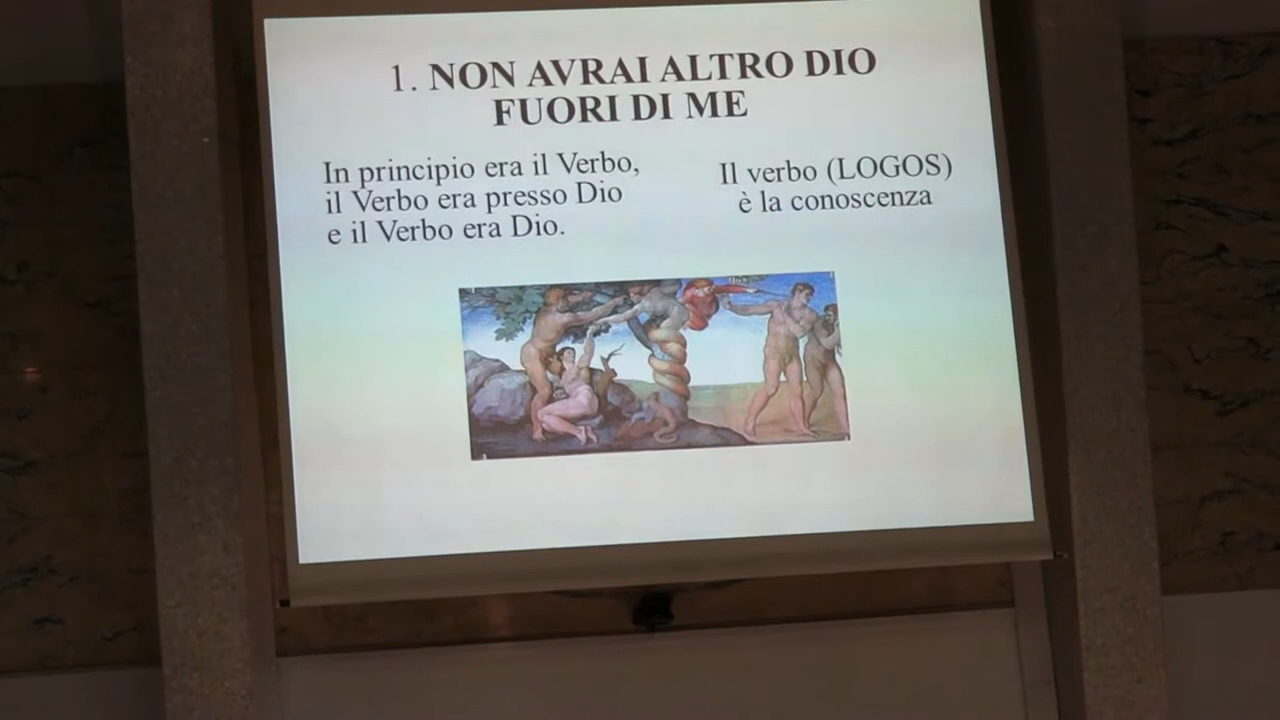 1. NON AVRAI ALTRO DIO
FUORI DI ME
In principio era il Verbo,
il Verbo era presso Dio
e il Verbo era Dio.
Il verbo (LOGOS)
è la conoscenza